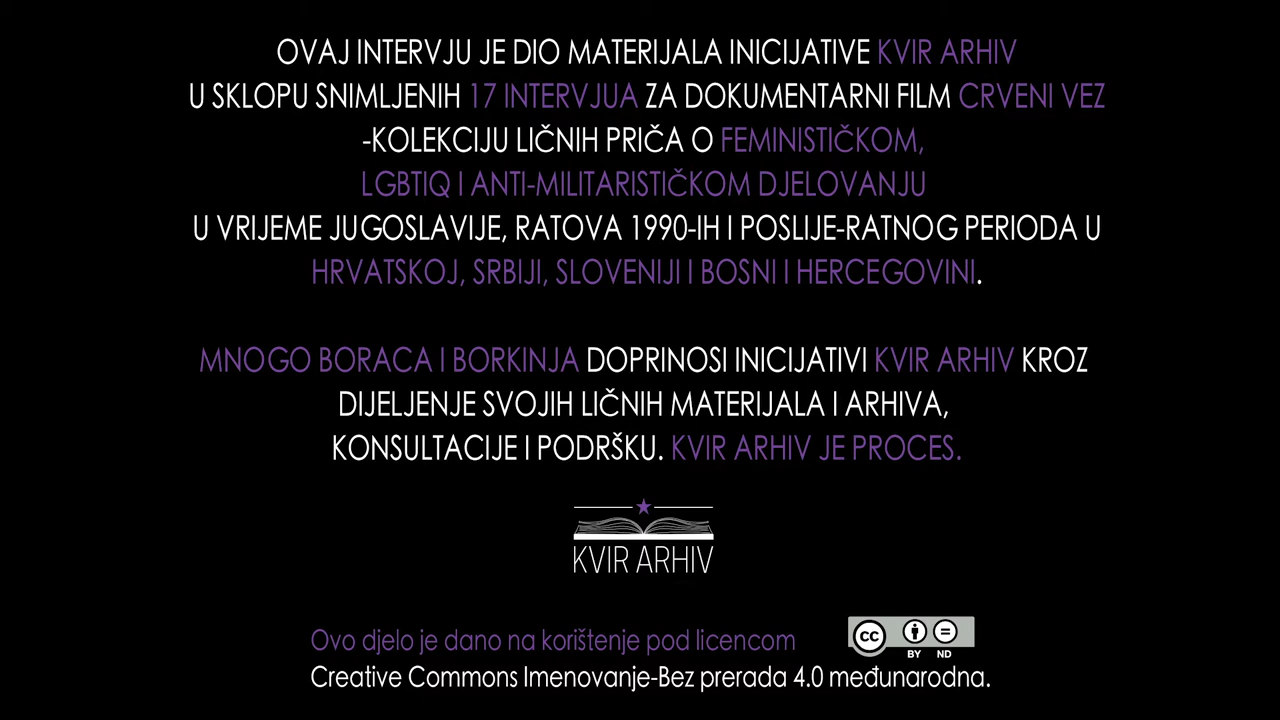 OVAJ INTERVJU JE DIO MATERIJALA INICIJATIVE KVIR ARHIV
U SKLOPU SNIMLJENIH 17 INTERVJUA ZA DOKUMENTARNI FILM CRVENI VEZ
-KOLEKCIJU LIČNIH PRIČA O FEMINISTIČKOM,
LGBTIQ I ANTI-MILITARISTIČKOM DJELOVANJU
U VRIJEME JUGOSLAVIJE, RATOVA 1990-IH I POSLIJE-RATNOG PERIODA U
HRVATSKOJ, SRBIJI, SLOVENIJI I BOSNI I HERCEGOVINI.
MNOGO BORACA I BORKINJA DOPRINOSI INICIJATIVI KVIR ARHIV KROZ
DIJELJENJE SVOJIH LIČNIH MATERIJALA I ARHIVA,
KONSULTACIJE I PODRŠKU. KVIR ARHIV JE PROCES.
KVIR ARHIV
Ovo djelo je dano na korištenje pod licencom
cc BY ND
Creative Commons Imenovanje-Bez prerada 4.0 međunarodna.